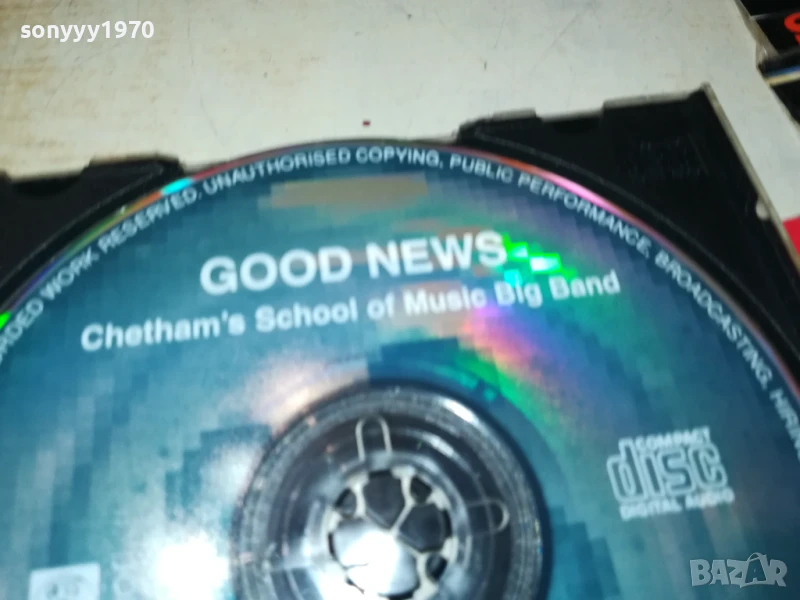 sonyyy1970
WORK RESERVED. UNAUTHORISED COPYING, PUBLIC PERFORMANCE, BROADCASTING,
GOOD NEWS
Chetham's School of Music Big Band
COMPACT
disc
DIGITAL AUDIO
BAZAR